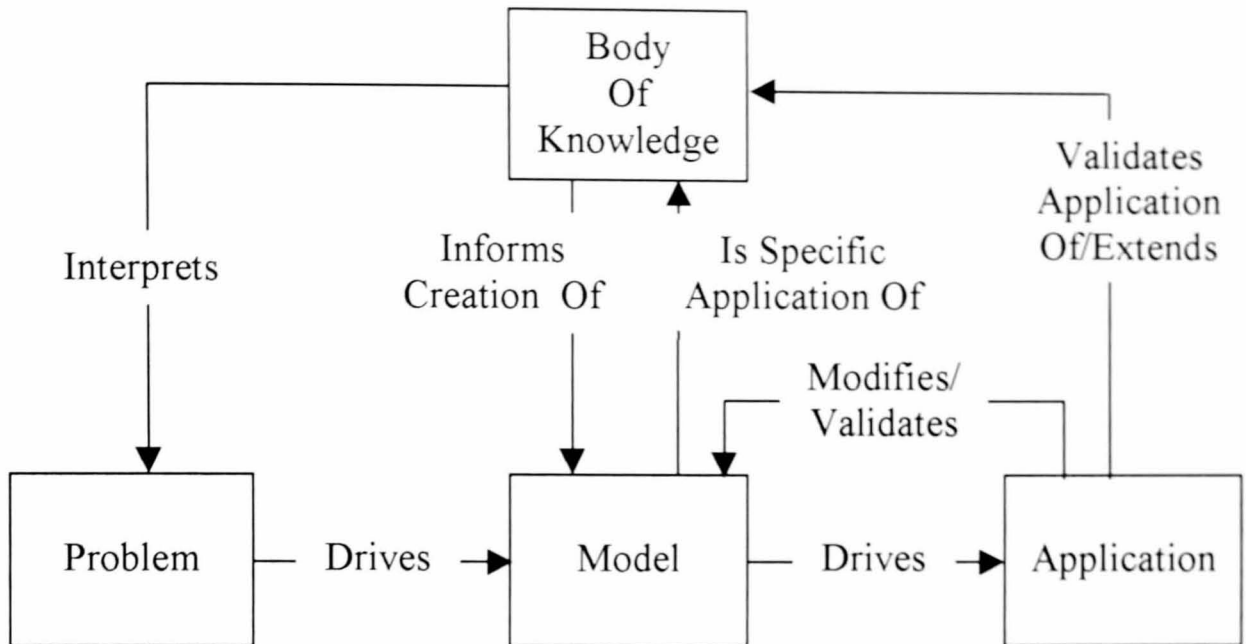 Body
Of
Knowledge
Validates
Application
Of/Extends
Interprets
Informs
Creation Of
Is Specific
Application Of
Modifies/
Validates
Problem
Drives
Model
Drives
Application